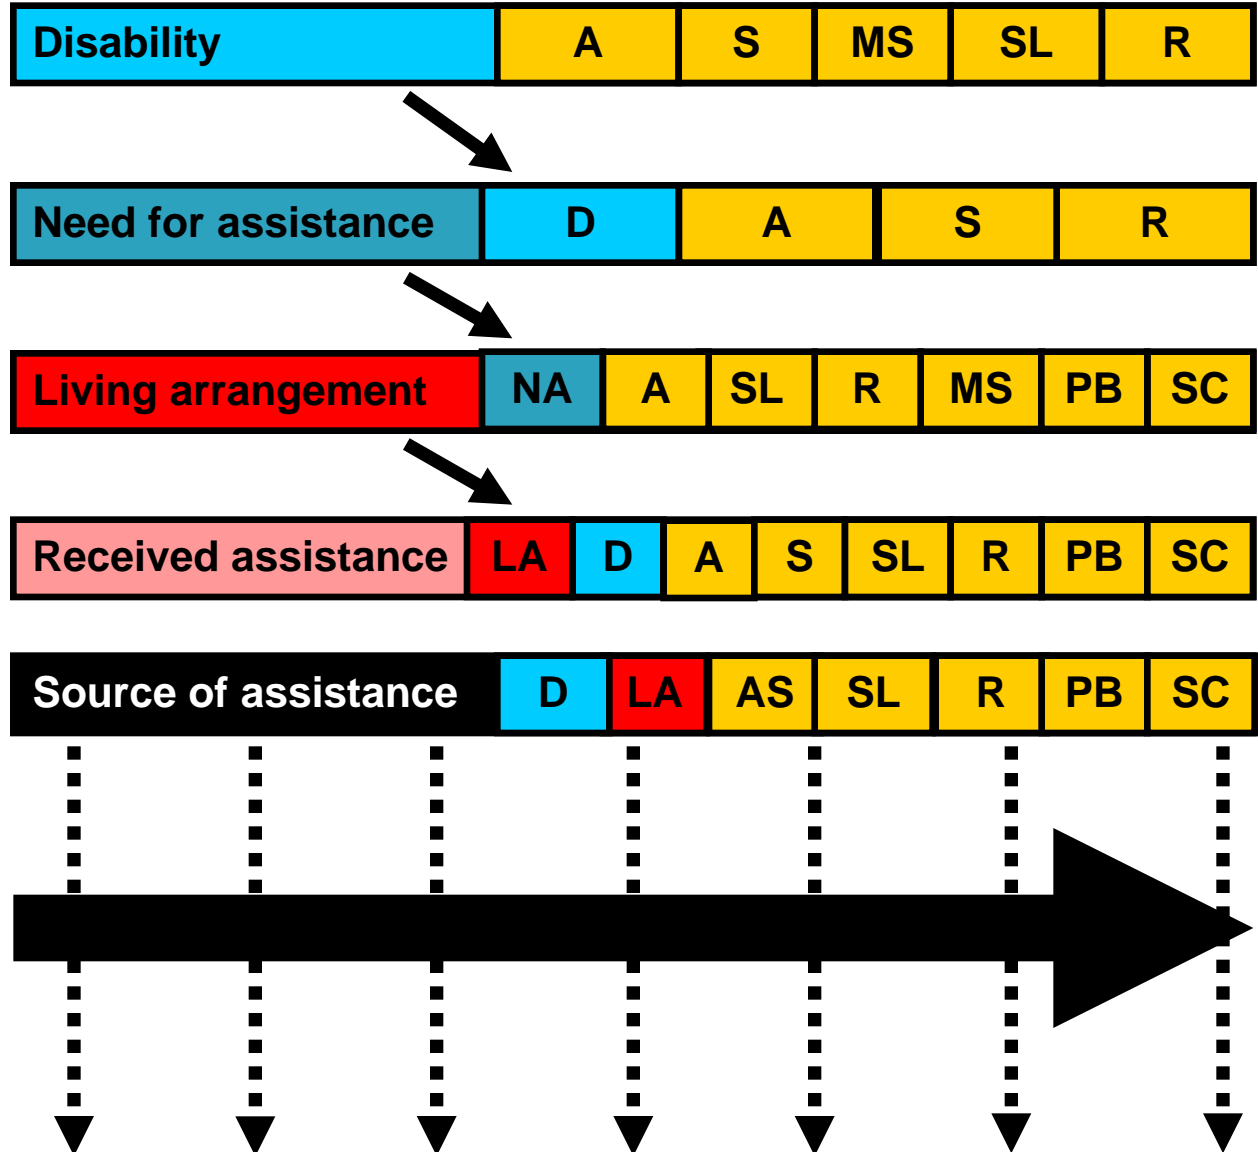 Disability A S MS SL R
Need for assistance D A S R
Living arrangement NA A SL R MS PB SC
Received assistance LA D A S SL R PB SC
Source of assistance D LA AS SL R PB SC